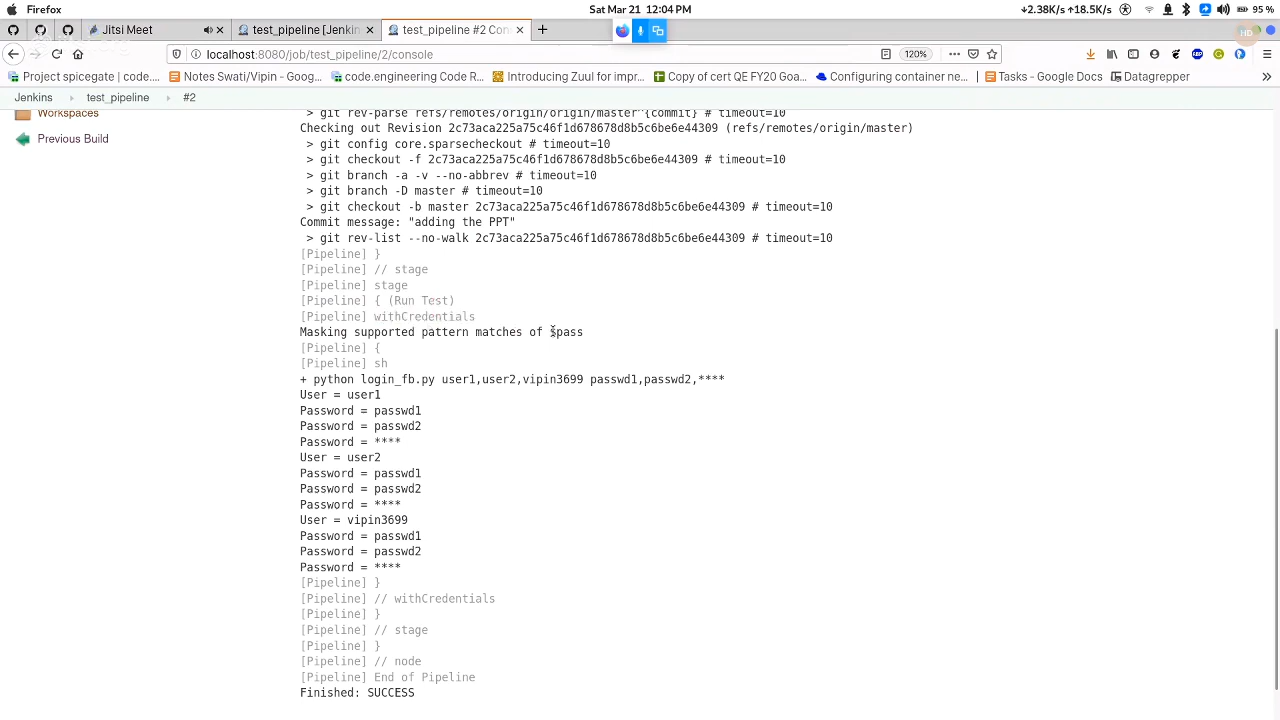 Firefox
Sat Mar 21 12:04 PM
↓2.38K/s ↑18.5K/s
95 %
Jitsi Meet
test_pipeline [Jenkin
test_pipeline #2 Con
HD
localhost:8080/job/test_pipeline/2/console
120%
Project spicegate | code....
Notes Swati/Vipin - Goog...
code.engineering Code R...
Introducing Zuul for impr...
Copy of cert QE FY20 Goa...
Configuring container ne...
Tasks - Google Docs
Datagrepper
Jenkins
test_pipeline
#2
Workspaces
Previous Build
> git rev-parse refs/remotes/origin/origin/master^{commit} # timeout=10
Checking out Revision 2c73aca225a75c46f1d678678d8b5c6be6e44309 (refs/remotes/origin/master)
> git config core.sparsecheckout # timeout=10
> git checkout -f 2c73aca225a75c46f1d678678d8b5c6be6e44309 # timeout=10
> git branch -a -v --no-abbrev # timeout=10
> git branch -D master # timeout=10
> git checkout -b master 2c73aca225a75c46f1d678678d8b5c6be6e44309 # timeout=10
Commit message: "adding the PPT"
> git rev-list --no-walk 2c73aca225a75c46f1d678678d8b5c6be6e44309 # timeout=10
[Pipeline] }
[Pipeline] // stage
[Pipeline] stage
[Pipeline] { (Run Test)
[Pipeline] withCredentials
Masking supported pattern matches of $pass
[Pipeline] {
[Pipeline] sh
+ python login_fb.py user1,user2,vipin3699 passwd1,passwd2,****
User = user1
Password = passwd1
Password = passwd2
Password = ****
User = user2
Password = passwd1
Password = passwd2
Password = ****
User = vipin3699
Password = passwd1
Password = passwd2
Password = ****
[Pipeline] }
[Pipeline] // withCredentials
[Pipeline] }
[Pipeline] // stage
[Pipeline] }
[Pipeline] // node
[Pipeline] End of Pipeline
Finished: SUCCESS